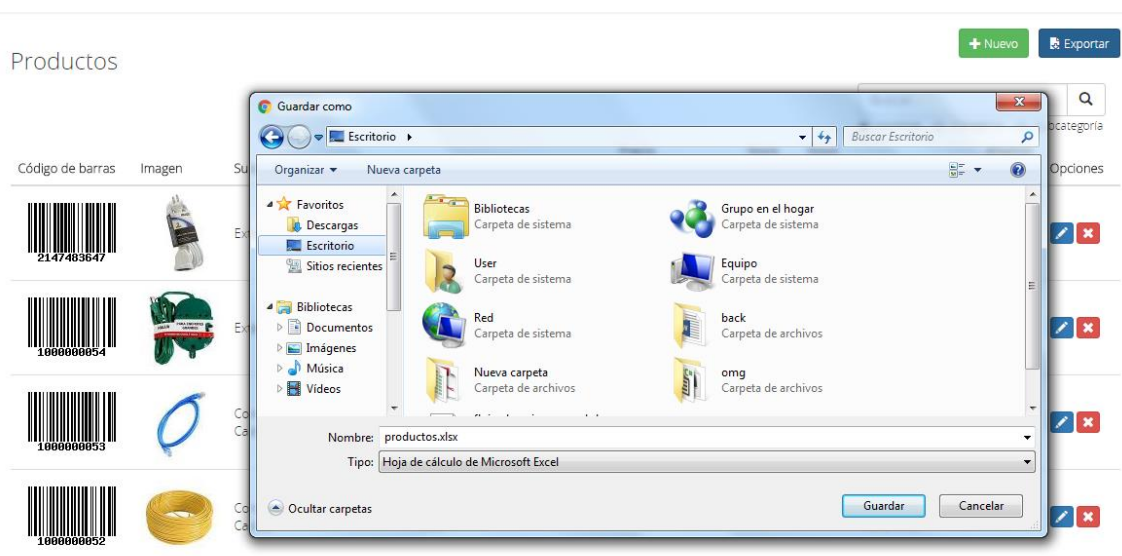 Nuevo
Exportar
Productos
Guardar como
Escritorio
Buscar Escritorio
Organizar
Nueva carpeta
Código de barras
Imagen
Su
Opciones
Favoritos
Descargas
Escritorio
Sitios recientes
Bibliotecas
Documentos
Imágenes
Música
Vídeos
Bibliotecas
Carpeta de sistema
Grupo en el hogar
Carpeta de sistema
User
Carpeta de sistema
Equipo
Carpeta de sistema
Red
Carpeta de sistema
back
Carpeta de archivos
Nueva carpeta
Carpeta de archivos
omg
Carpeta de archivos
2147483647
1000000054
1000000053
1000000052
Nombre: productos.xlsx
Tipo: Hoja de cálculo de Microsoft Excel
Ocultar carpetas
Guardar
Cancelar